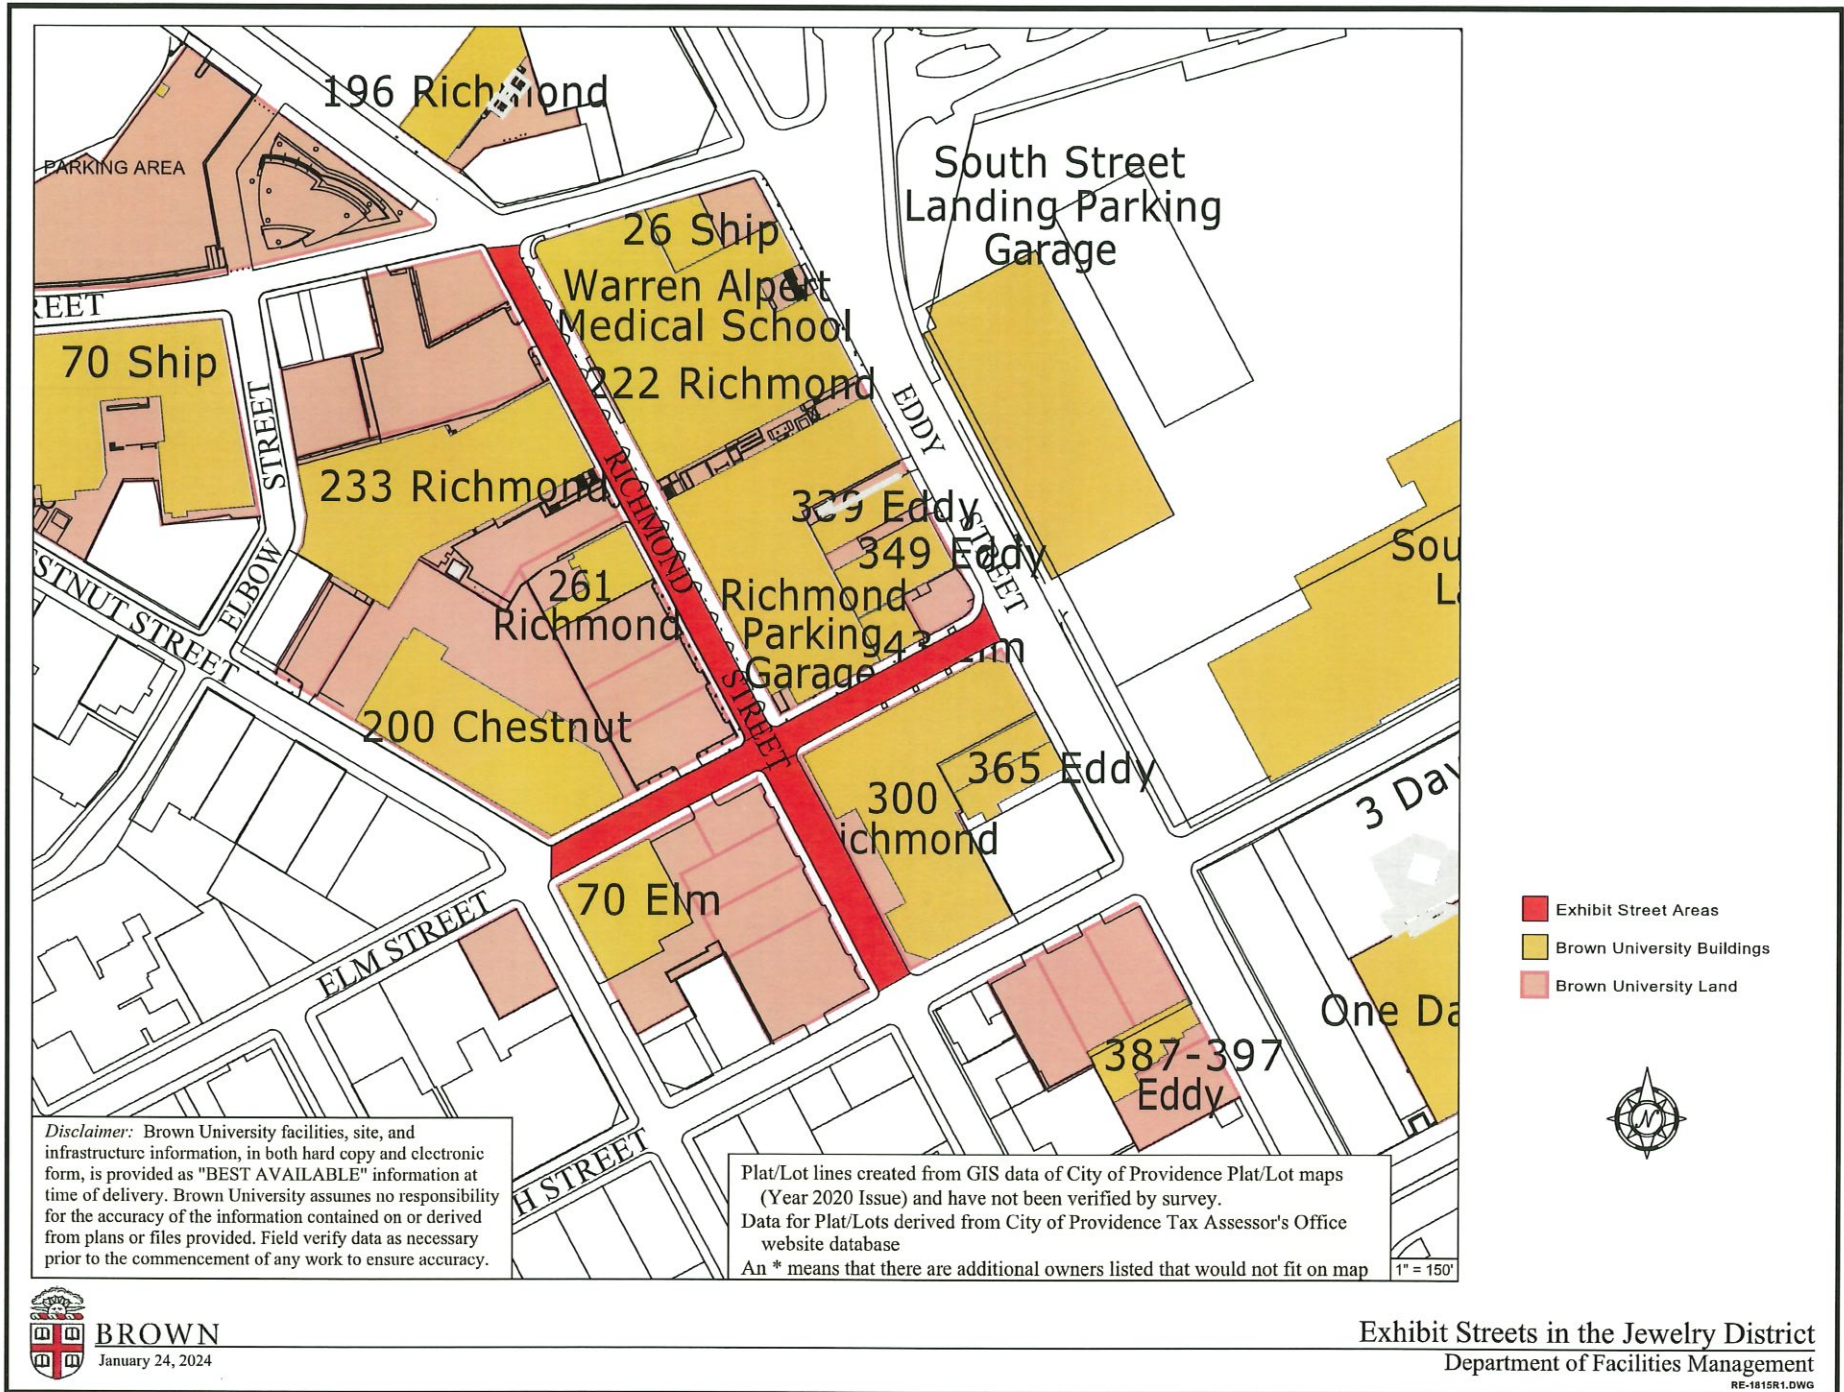 196 Richmond
PARKING AREA
South Street
Landing Parking
Garage
26 Ship
Warren Alpert
Medical School
222 Richmond
REET
70 Ship
ELBOW STREET
EDDY STREET
233 Richmond
RICHMOND STREET
339 Eddy
349 Eddy
261
Richmond
Richmond
Parking
Garage
Sou
STNUT STREET
200 Chestnut
365 Eddy
300
ichmond
3 Dav
70 Elm
ELM STREET
One Da
387-397
Eddy
H STREET
Exhibit Street Areas
Brown University Buildings
Brown University Land
N
Disclaimer: Brown University facilities, site, and
infrastructure information, in both hard copy and electronic
form, is provided as "BEST AVAILABLE" information at
time of delivery. Brown University assumes no responsibility
for the accuracy of the information contained on or derived
from plans or files provided. Field verify data as necessary
prior to the commencement of any work to ensure accuracy.
Plat/Lot lines created from GIS data of City of Providence Plat/Lot maps
(Year 2020 Issue) and have not been verified by survey.
Data for Plat/Lots derived from City of Providence Tax Assessor's Office
website database
An * means that there are additional owners listed that would not fit on map
1" = 150'
BROWN
January 24, 2024
Exhibit Streets in the Jewelry District
Department of Facilities Management
RE-1815R1.DWG